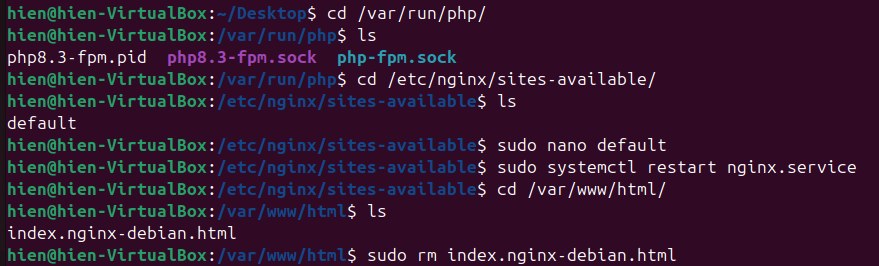 hien@hien-VirtualBox:~/Desktop$ cd /var/run/php/
hien@hien-VirtualBox:/var/run/php$ ls
php8.3-fpm.pid  php8.3-fpm.sock  php-fpm.sock
hien@hien-VirtualBox:/var/run/php$ cd /etc/nginx/sites-available/
hien@hien-VirtualBox:/etc/nginx/sites-available$ ls
default
hien@hien-VirtualBox:/etc/nginx/sites-available$ sudo nano default
hien@hien-VirtualBox:/etc/nginx/sites-available$ sudo systemctl restart nginx.service
hien@hien-VirtualBox:/etc/nginx/sites-available$ cd /var/www/html/
hien@hien-VirtualBox:/var/www/html$ ls
index.nginx-debian.html
hien@hien-VirtualBox:/var/www/html$ sudo rm index.nginx-debian.html